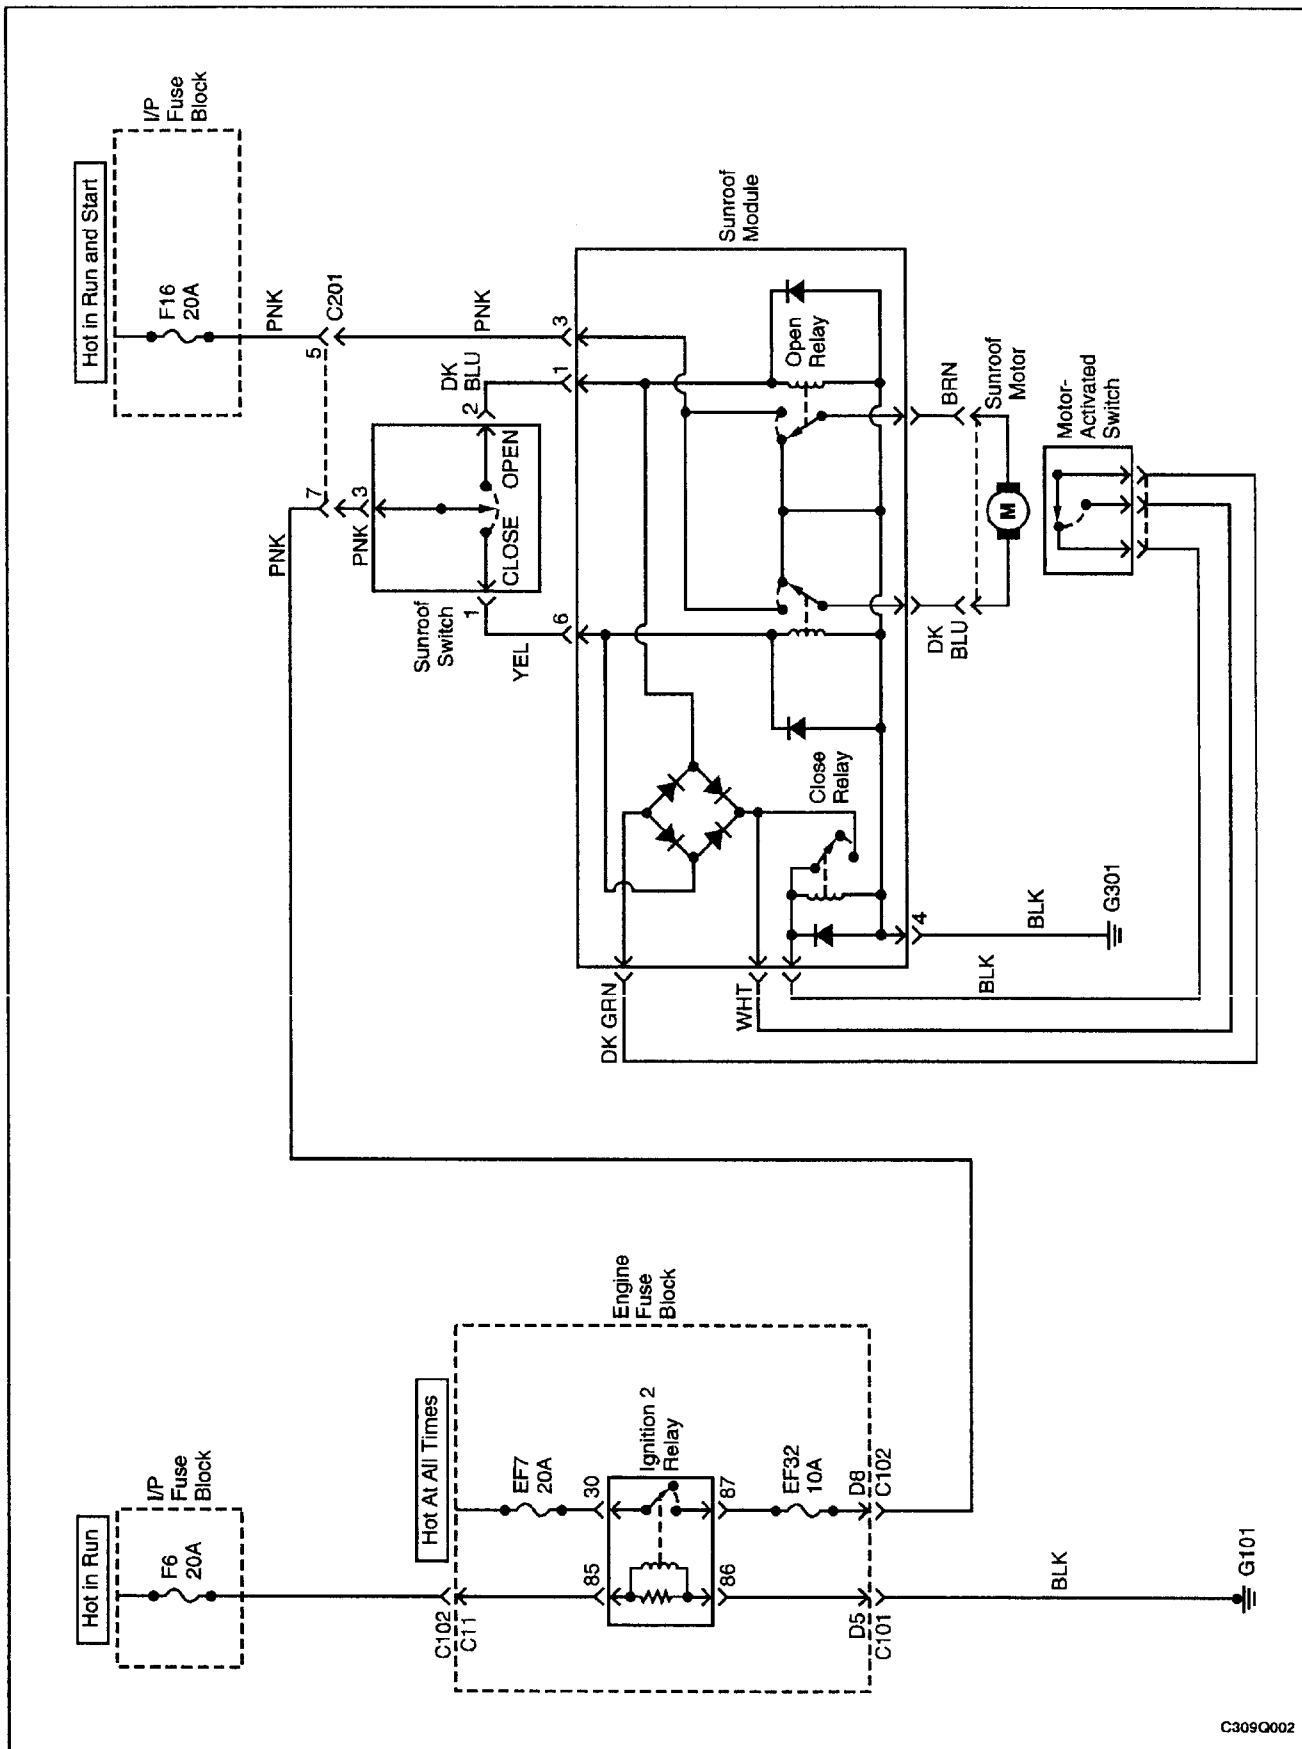 Hot in Run and Start
I/P
Fuse
Block
F16
20A
PNK
5
C201
PNK
3
DK
BLU
1
2
7
3
PNK
PNK
OPEN
CLOSE
Sunroof
Switch
1
YEL
6
Sunroof
Module
Open
Relay
BRN
Sunroof
Motor
M
Motor-
Activated
Switch
DK
BLU
Close
Relay
4
BLK
G301
BLK
WHT
DK GRN
Hot At All Times
Engine
Fuse
Block
EF7
20A
30
Ignition 2
Relay
87
EF32
10A
D8
C102
Hot in Run
I/P
Fuse
Block
F6
20A
C102
C11
85
86
D5
C101
BLK
G101
C309Q002